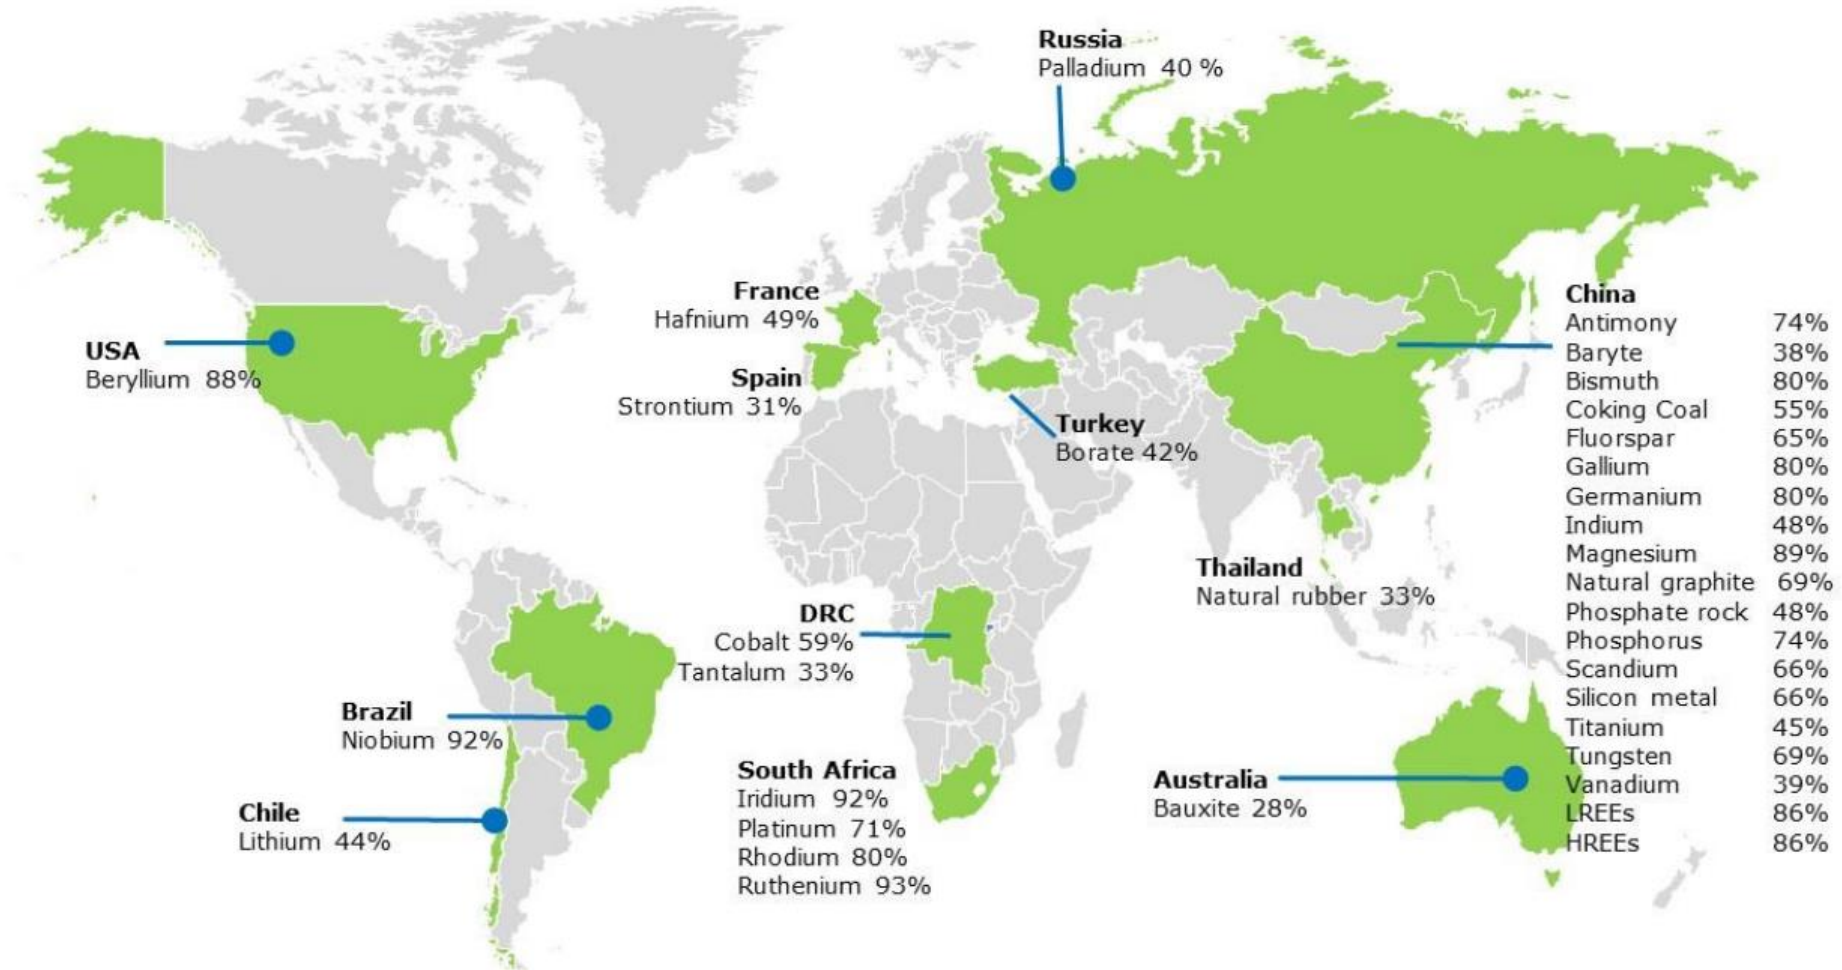 Russia
Palladium 40 %
France
Hafnium 49%
USA
Beryllium 88%
Spain
Strontium 31%
Turkey
Borate 42%
China
Antimony 74%
Baryte 38%
Bismuth 80%
Coking Coal 55%
Fluorspar 65%
Gallium 80%
Germanium 80%
Indium 48%
Magnesium 89%
Natural graphite 69%
Phosphate rock 48%
Phosphorus 74%
Scandium 66%
Silicon metal 66%
Titanium 45%
Tungsten 69%
Vanadium 39%
LREEs 86%
HREEs 86%
Thailand
Natural rubber 33%
DRC
Cobalt 59%
Tantalum 33%
Brazil
Niobium 92%
Chile
Lithium 44%
South Africa
Iridium 92%
Platinum 71%
Rhodium 80%
Ruthenium 93%
Australia
Bauxite 28%